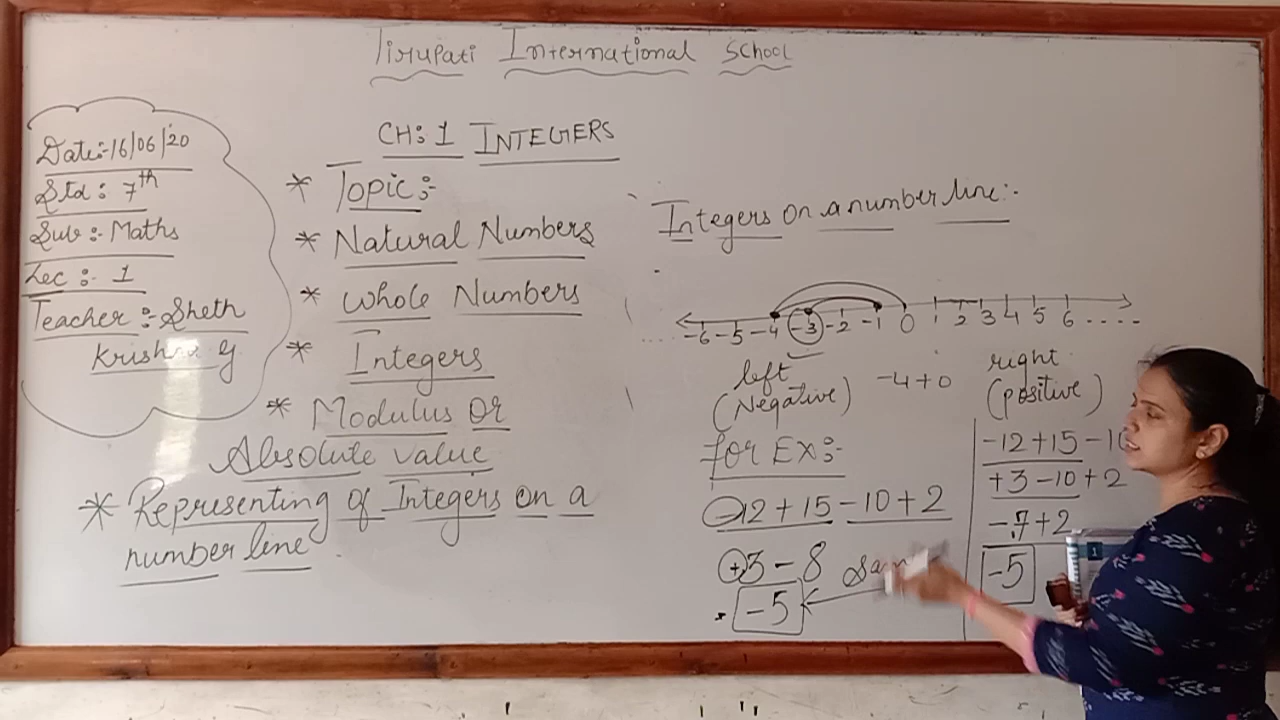 Tirupati International School
Date:-16/06/20
Std : 7th
Sub :- Maths
Lec :- 1
Teacher : Sheth
CH: 1 INTEGERS
* Topic :-
* Natural Numbers
* Whole Numbers
* Integers
* Modulus or
Absolute value
* Representing of Integers on a
number line.
Integers on a number line:-
.... -6 -5 -4 -3 -2 -1 0 1 2 3 4 5 6 ....
left
(Negative)
-4+0
right
(positive)
for Ex:-
-12 + 15 - 10 + 2
+3 - 8
-5
-12 + 15 - 10
+3 - 10 + 2
-7 + 2
-5
1